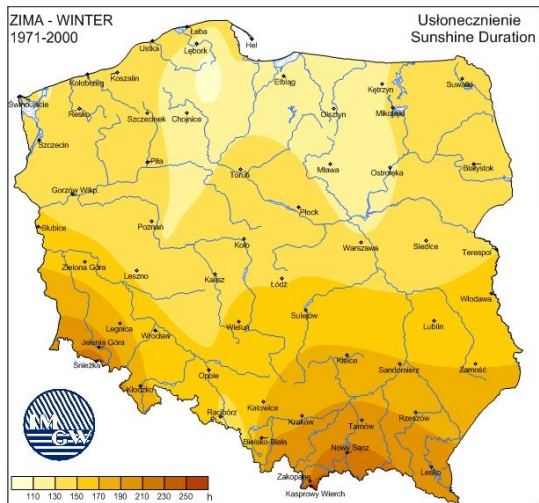 ZIMA - WINTER
1971-2000
Usłonecznienie
Sunshine Duration
Łeba
Hel
Ustka
Lębork
Koszalin
Kołobrzeg
Elbląg
Kętrzyn
Suwałki
Świnoujście
Resko
Szczecinek
Chojnice
Olsztyn
Mikołajki
Szczecin
Piła
Mława
Ostrołęka
Białystok
Toruń
Gorzów Wlkp.
Płock
Słubice
Poznań
Koło
Warszawa
Siedlce
Terespol
Zielona Góra
Leszno
Kalisz
Łódź
Włodawa
Legnica
Wrocław
Wieluń
Sulejów
Lublin
Jelenia Góra
Śnieżka
Kielce
Sandomierz
Zamość
Kłodzko
Opole
Racibórz
Katowice
Kraków
Tarnów
Rzeszów
Bielsko-Biała
Nowy Sącz
Lesko
Zakopane
Kasprowy Wierch
IMGW
110 130 150 170 190 210 230 250 h